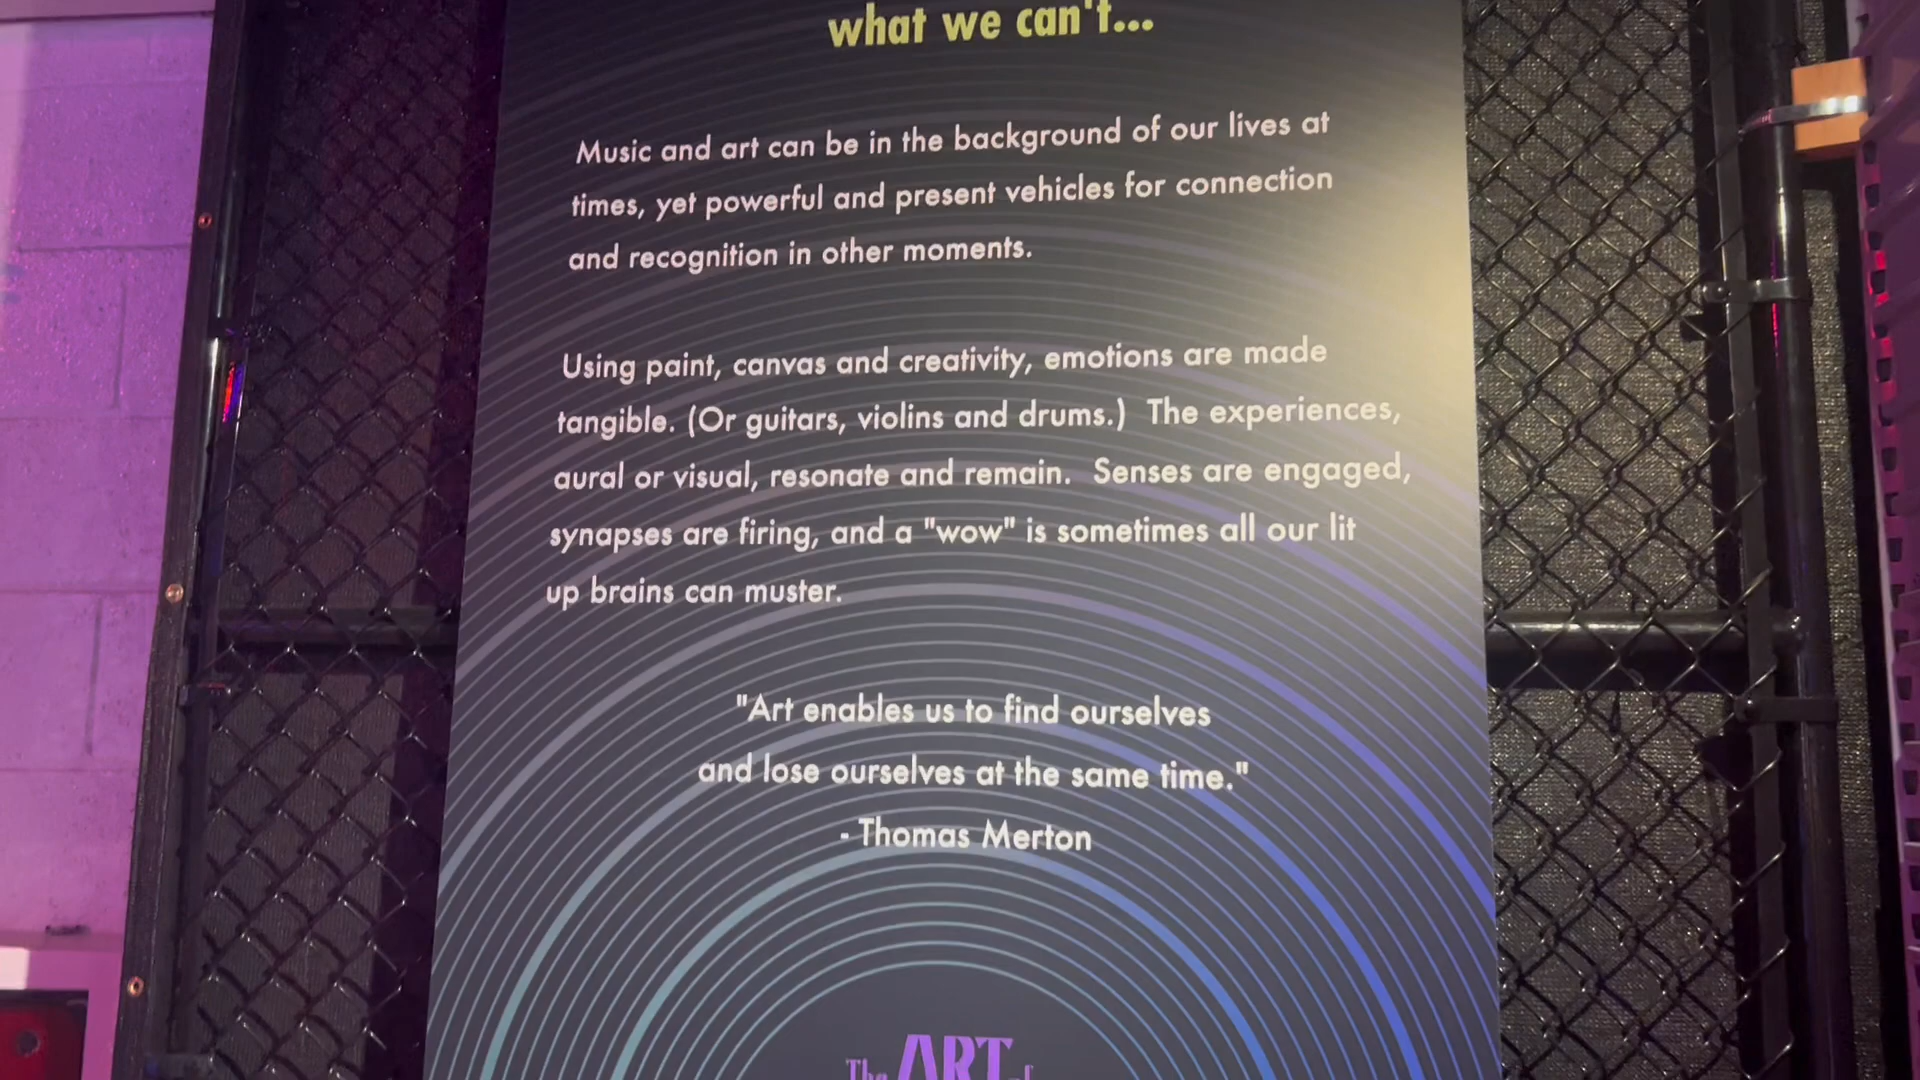 what we can't...
Music and art can be in the background of our lives at
times, yet powerful and present vehicles for connection
and recognition in other moments.
Using paint, canvas and creativity, emotions are made
tangible. (Or guitars, violins and drums.) The experiences,
aural or visual, resonate and remain. Senses are engaged,
synapses are firing, and a "wow" is sometimes all our lit
up brains can muster.
"Art enables us to find ourselves
and lose ourselves at the same time."
- Thomas Merton
The ART of